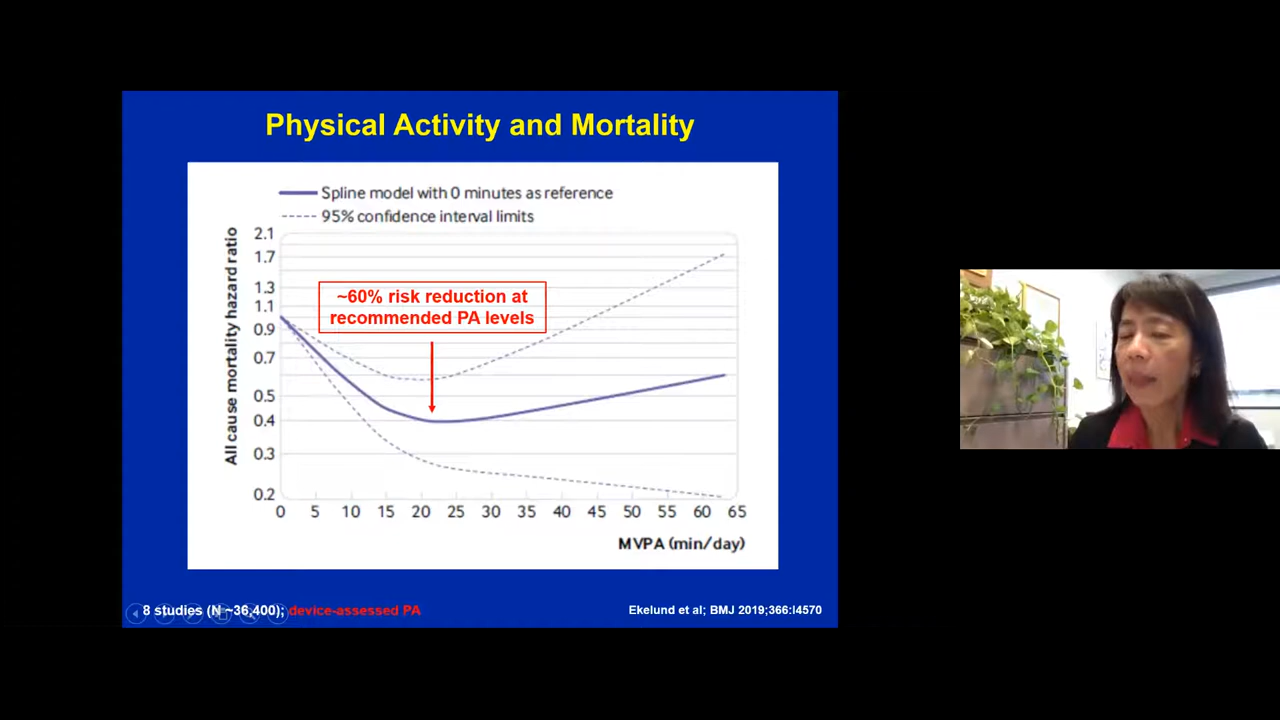 Physical Activity and Mortality
Spline model with 0 minutes as reference
95% confidence interval limits
All cause mortality hazard ratio
2.1
1.7
1.3
1.1
0.9
0.7
0.5
0.4
0.3
0.2
~60% risk reduction at
recommended PA levels
0 5 10 15 20 25 30 35 40 45 50 55 60 65
MVPA (min/day)
8 studies (N ~36,400); device-assessed PA
Ekelund et al; BMJ 2019;366:l4570